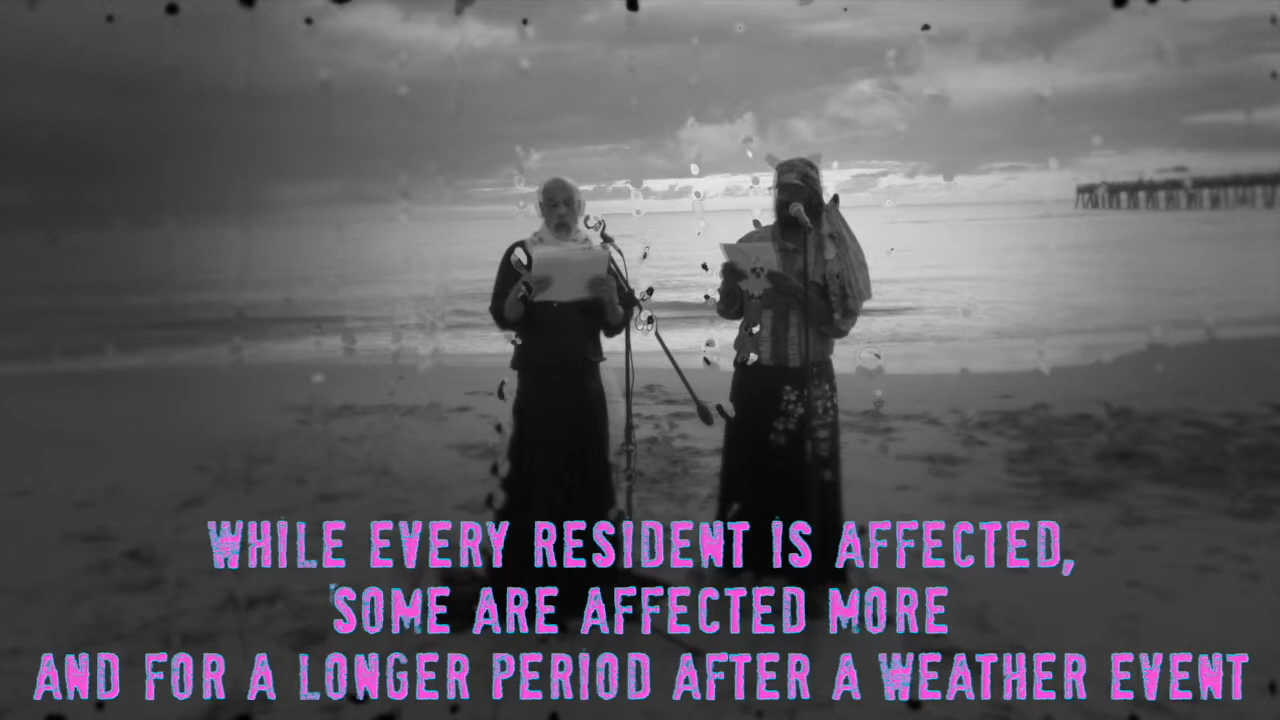 WHILE EVERY RESIDENT IS AFFECTED,
SOME ARE AFFECTED MORE
AND FOR A LONGER PERIOD AFTER A WEATHER EVENT